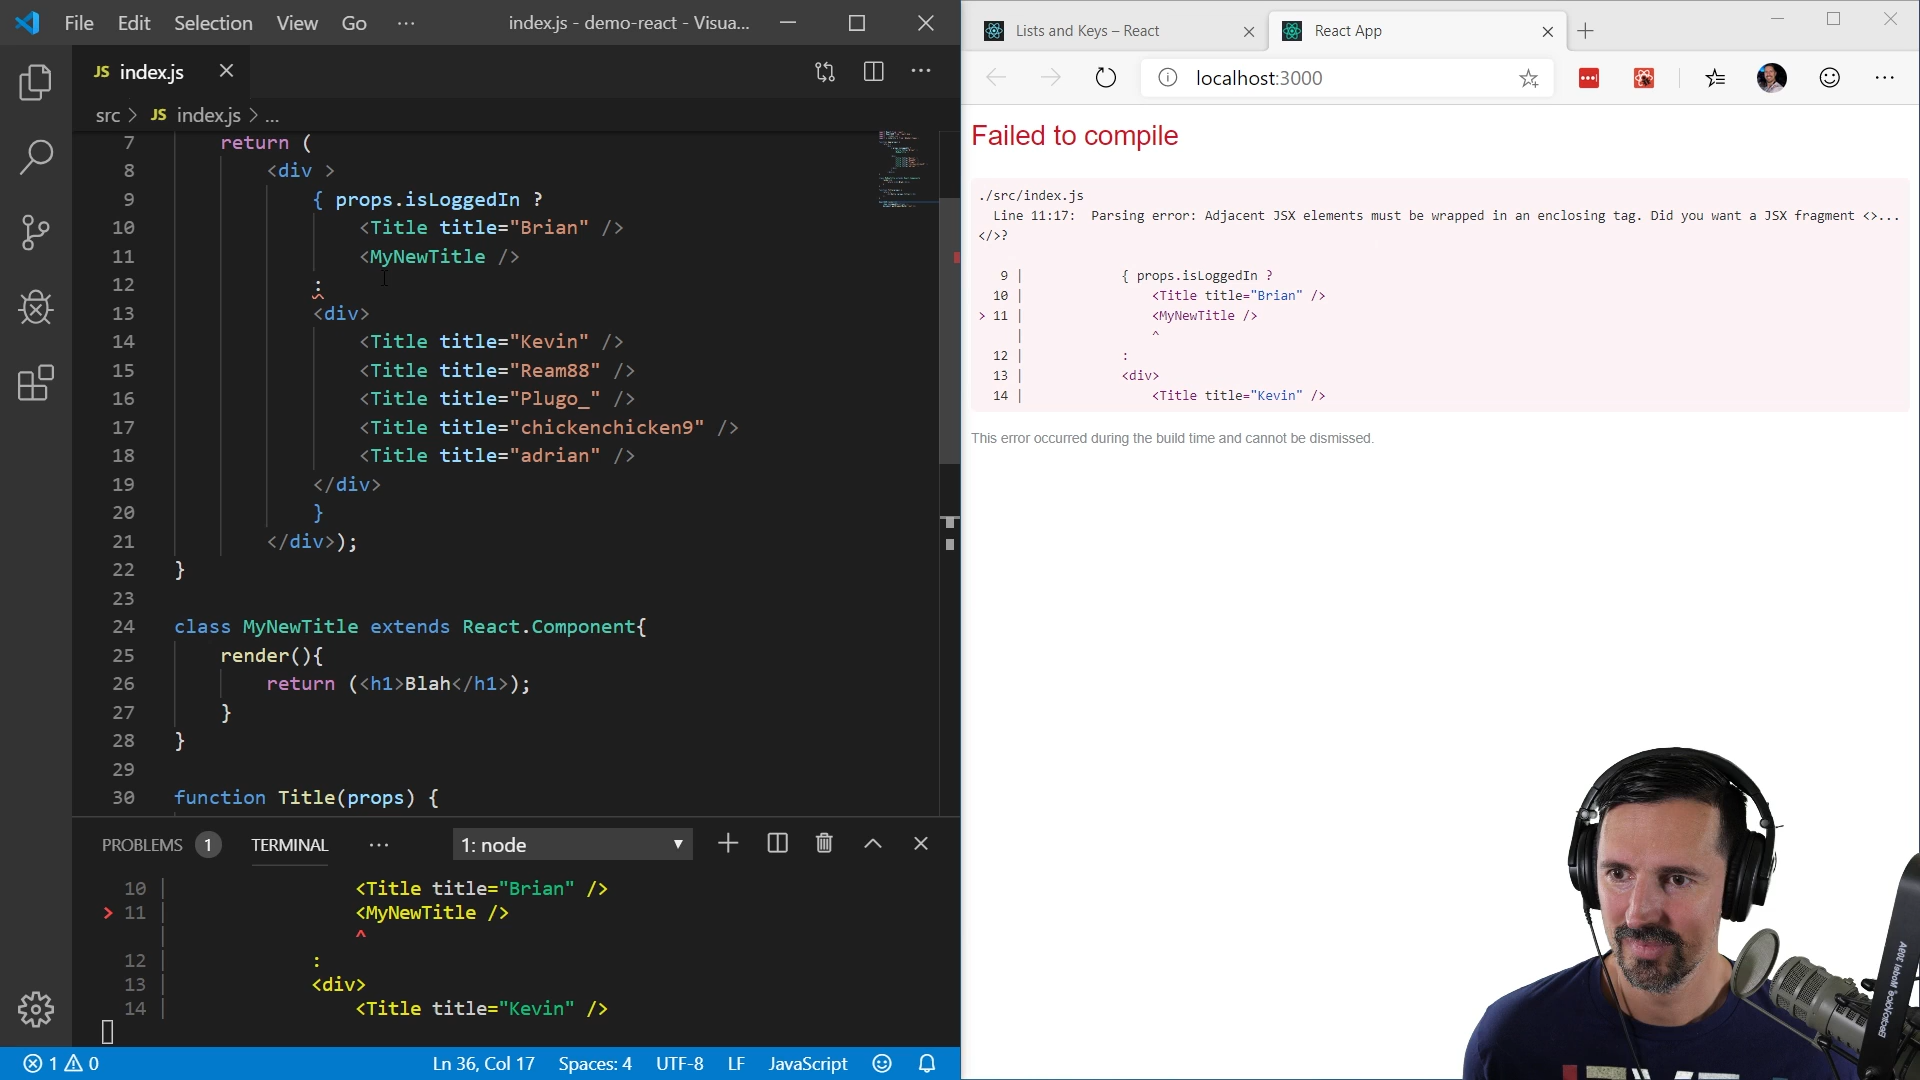 File Edit Selection View Go ··· index.js - demo-react - Visua...
JS index.js
src > JS index.js > ...
7 return (
8 <div >
9 { props.isLoggedIn ?
10 <Title title="Brian" />
11 <MyNewTitle />
12 :
13 <div>
14 <Title title="Kevin" />
15 <Title title="Ream88" />
16 <Title title="Plugo_" />
17 <Title title="chickenchicken9" />
18 <Title title="adrian" />
19 </div>
20 }
21 </div>);
22 }
23
24 class MyNewTitle extends React.Component{
25 render(){
26 return (<h1>Blah</h1>);
27 }
28 }
29
30 function Title(props) {
PROBLEMS 1 TERMINAL ··· 1: node
10 | <Title title="Brian" />
> 11 | <MyNewTitle />
| ^
12 | :
13 | <div>
14 | <Title title="Kevin" />
1 0 Ln 36, Col 17 Spaces: 4 UTF-8 LF JavaScript
Lists and Keys – React React App
localhost:3000
Failed to compile
./src/index.js
Line 11:17: Parsing error: Adjacent JSX elements must be wrapped in an enclosing tag. Did you want a JSX fragment <>...
</>?
9 | { props.isLoggedIn ?
10 | <Title title="Brian" />
> 11 | <MyNewTitle />
| ^
12 | :
13 | <div>
14 | <Title title="Kevin" />
This error occurred during the build time and cannot be dismissed.